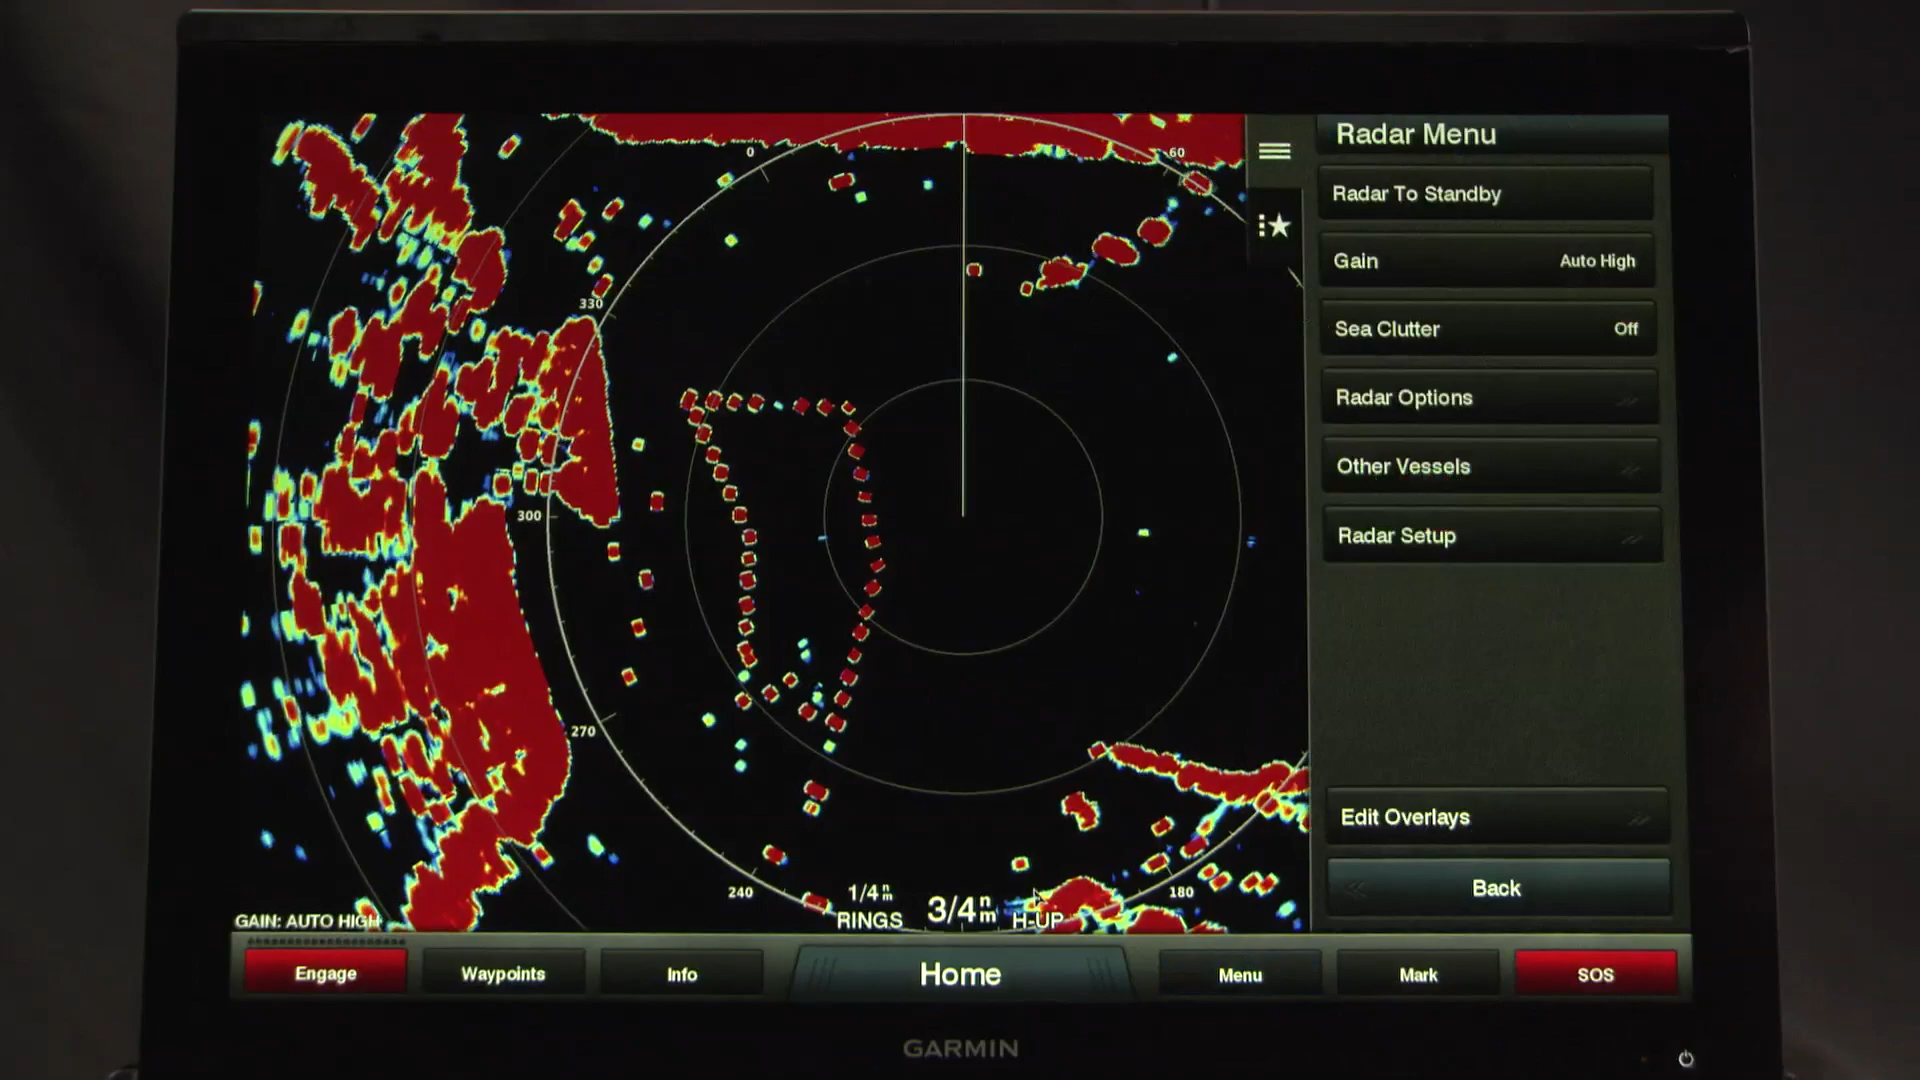 Radar Menu
Radar To Standby
Gain Auto High
Sea Clutter Off
Radar Options
Other Vessels
Radar Setup
Edit Overlays
Back
0
60
330
300
270
240
180
1/4 nm
RINGS
3/4 nm
H-UP
GAIN: AUTO HIGH
Engage
Waypoints
Info
Home
Menu
Mark
SOS
GARMIN